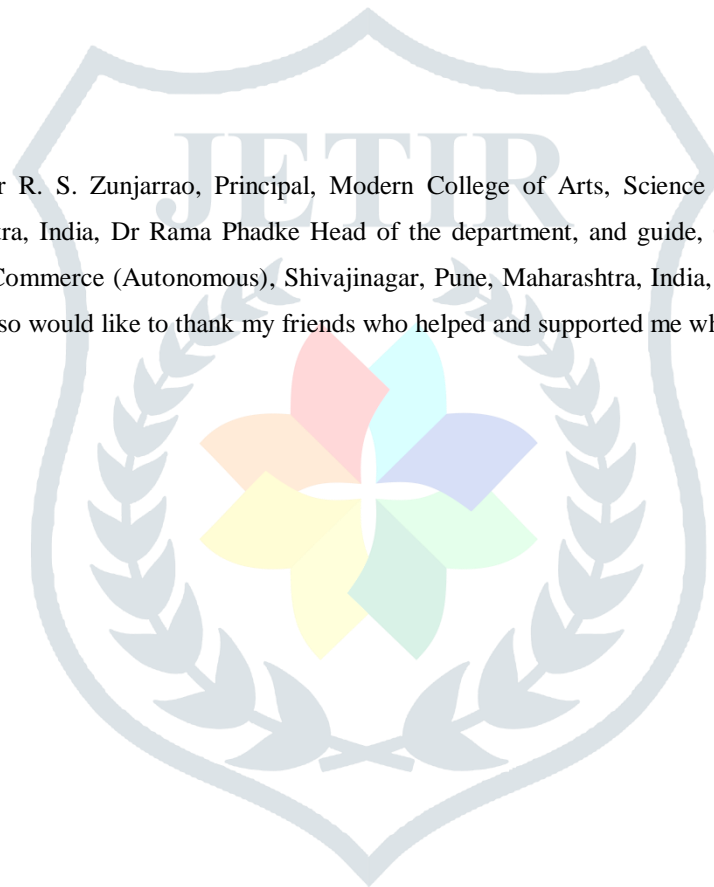 JETIR
r R. S. Zunjarrao, Principal, Modern College of Arts, Science
tra, India, Dr Rama Phadke Head of the department, and guide,
Commerce (Autonomous), Shivajinagar, Pune, Maharashtra, India,
so would like to thank my friends who helped and supported me wh